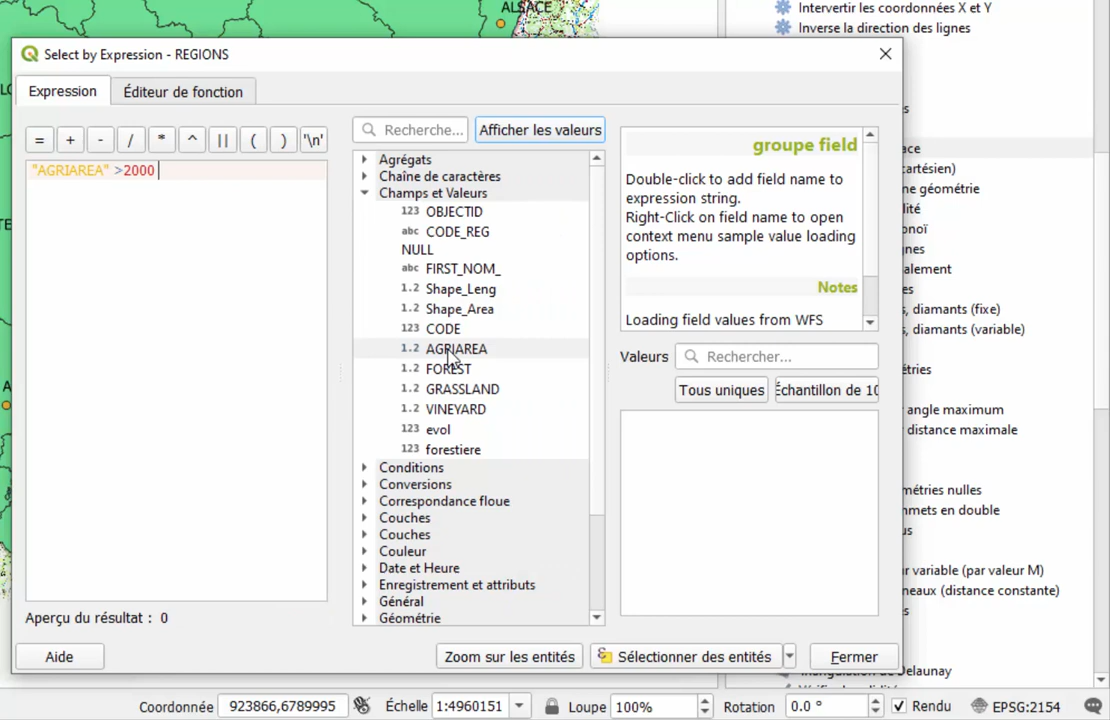 ALSACE
Intervertir les coordonnées X et Y
Inverse la direction des lignes
Select by Expression - REGIONS
Expression
Éditeur de fonction
= + - / * ^ || ( ) '\n'
Recherche...
Afficher les valeurs
"AGRIAREA" >2000
Agrégats
Chaîne de caractères
Champs et Valeurs
123 OBJECTID
abc CODE_REG
NULL
abc FIRST_NOM_
1.2 Shape_Leng
1.2 Shape_Area
123 CODE
1.2 AGRIAREA
1.2 FOREST
1.2 GRASSLAND
1.2 VINEYARD
123 evol
123 forestiere
Conditions
Conversions
Correspondance floue
Couches
Couches
Couleur
Date et Heure
Enregistrement et attributs
Général
Géométrie
groupe field
Double-click to add field name to
expression string.
Right-Click on field name to open
context menu sample value loading
options.
Notes
Loading field values from WFS
Valeurs
Rechercher...
Tous uniques
Échantillon de 10
Aperçu du résultat : 0
Aide
Zoom sur les entités
Sélectionner des entités
Fermer
ace
cartésien)
ne géométrie
lité
noï
gnes
alement
es
s, diamants (fixe)
s, diamants (variable)
étries
r angle maximum
r distance maximale
métries nulles
mmets en double
us
r variable (par valeur M)
neaux (distance constante)
es
Delaunay
Coordonnée 923866,6789995
Échelle 1:4960151
Loupe 100%
Rotation 0.0 °
Rendu
EPSG:2154